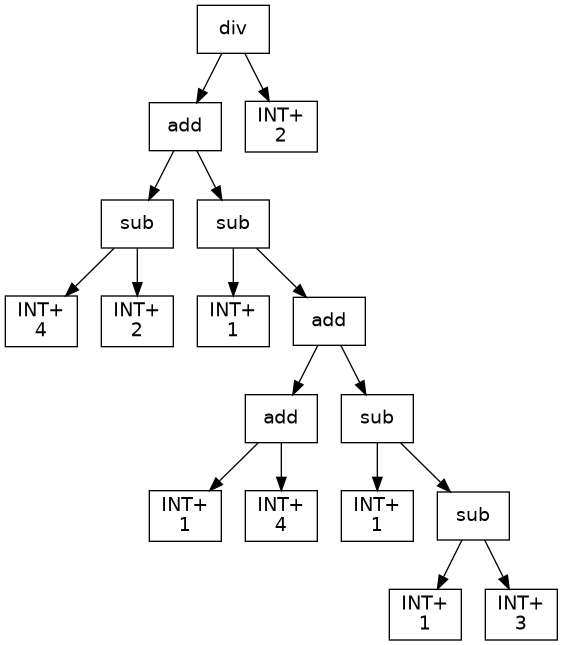 div
add
INT+
2
sub
sub
INT+
4
INT+
2
INT+
1
add
add
sub
INT+
1
INT+
4
INT+
1
sub
INT+
1
INT+
3